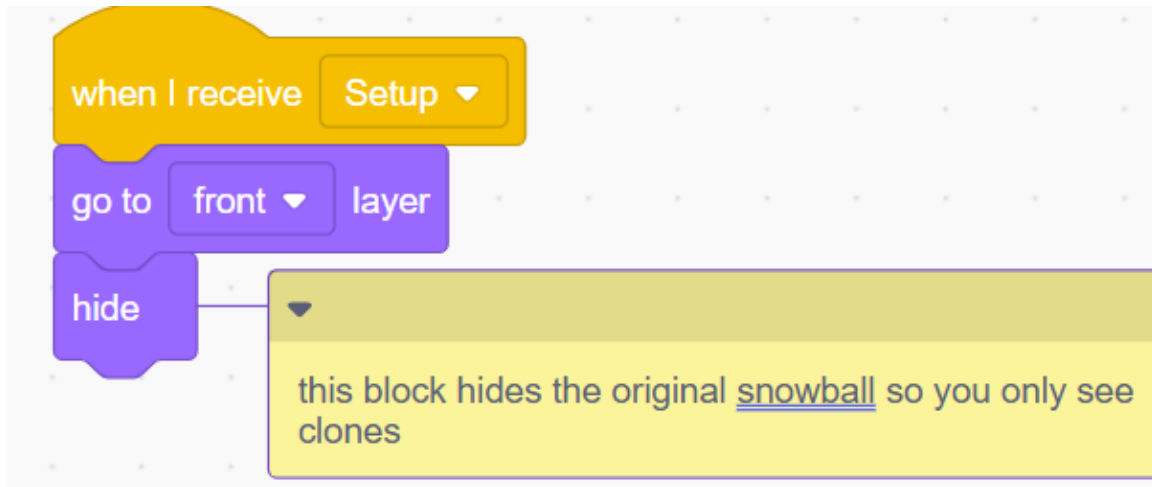 when I receive Setup
go to front layer
hide
this block hides the original snowball so you only see
clones